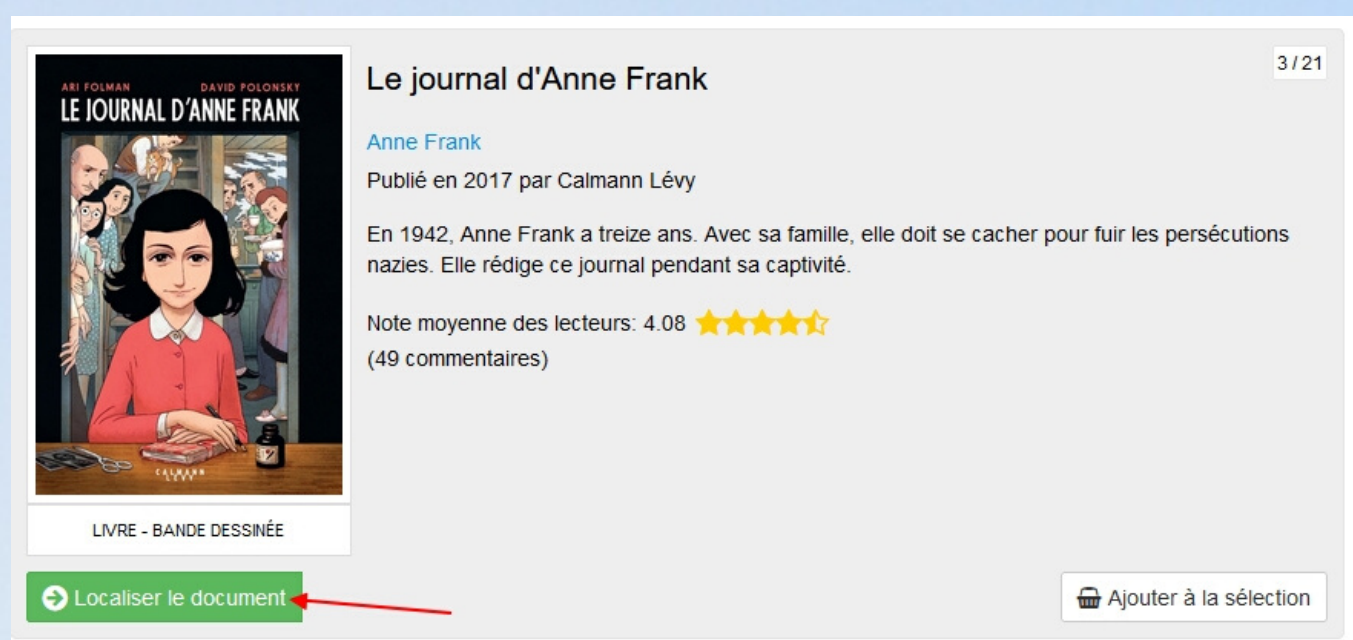 ARI FOLMAN DAVID POLONSKY
LE JOURNAL D'ANNE FRANK
CALMANN
LÉVY
LIVRE - BANDE DESSINÉE
Le journal d'Anne Frank
3 / 21
Anne Frank
Publié en 2017 par Calmann Lévy
En 1942, Anne Frank a treize ans. Avec sa famille, elle doit se cacher pour fuir les persécutions
nazies. Elle rédige ce journal pendant sa captivité.
Note moyenne des lecteurs: 4.08
(49 commentaires)
Localiser le document
Ajouter à la sélection